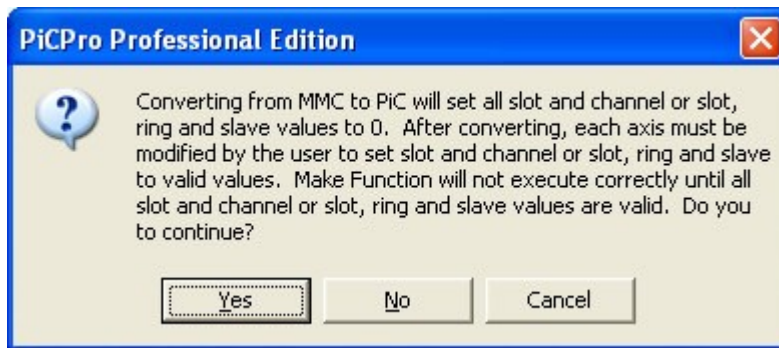 PiCPro Professional Edition
Converting from MMC to PiC will set all slot and channel or slot,
ring and slave values to 0. After converting, each axis must be
modified by the user to set slot and channel or slot, ring and slave
to valid values. Make Function will not execute correctly until all
slot and channel or slot, ring and slave values are valid. Do you
to continue?
Yes No Cancel